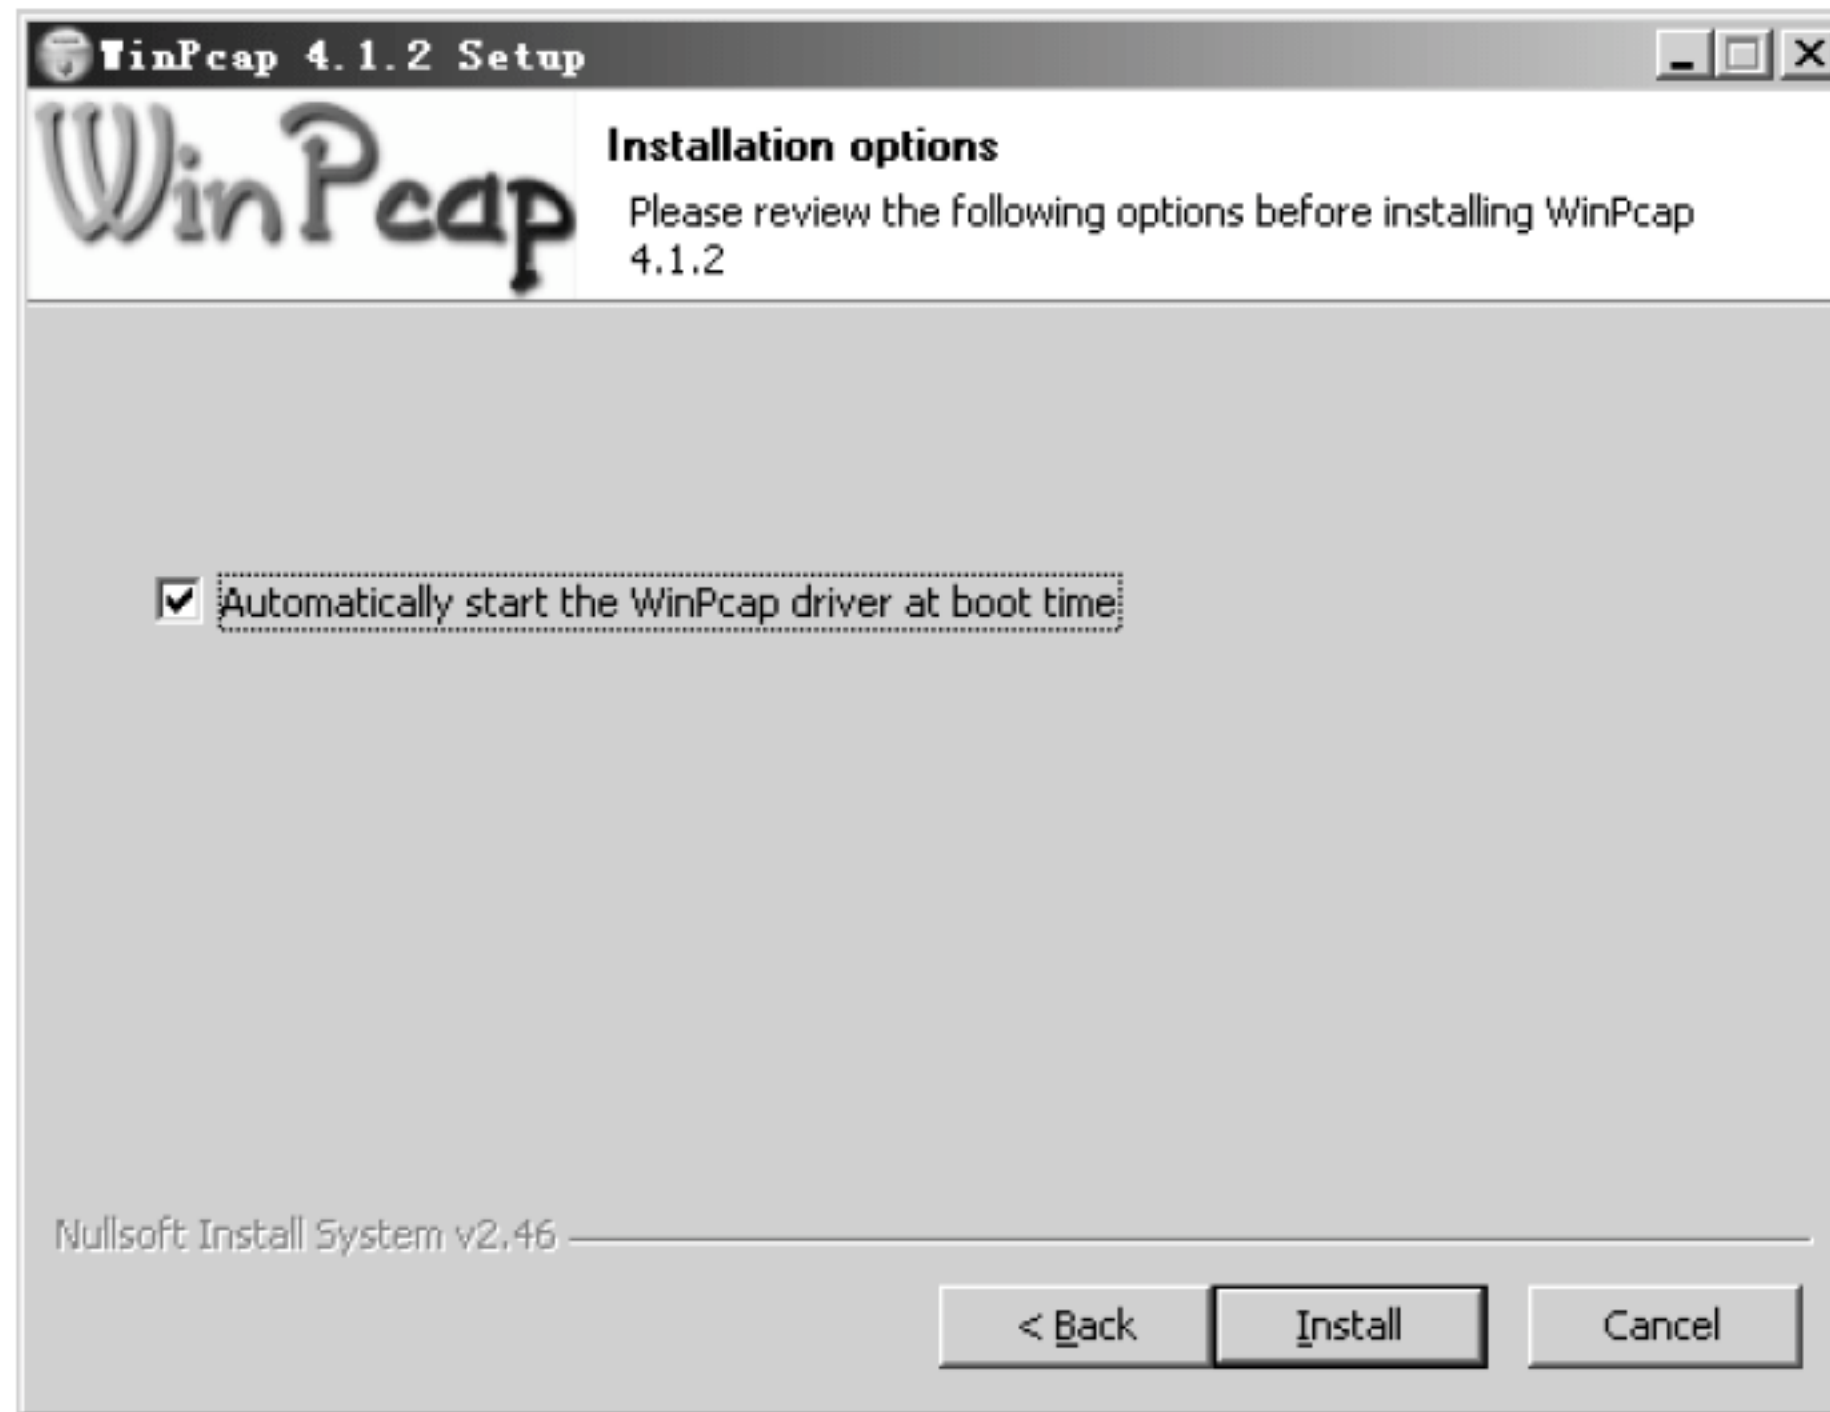 WinPcap 4.1.2 Setup
WinPcap
Installation options
Please review the following options before installing WinPcap
4.1.2
Automatically start the WinPcap driver at boot time
Nullsoft Install System v2.46
< Back
Install
Cancel